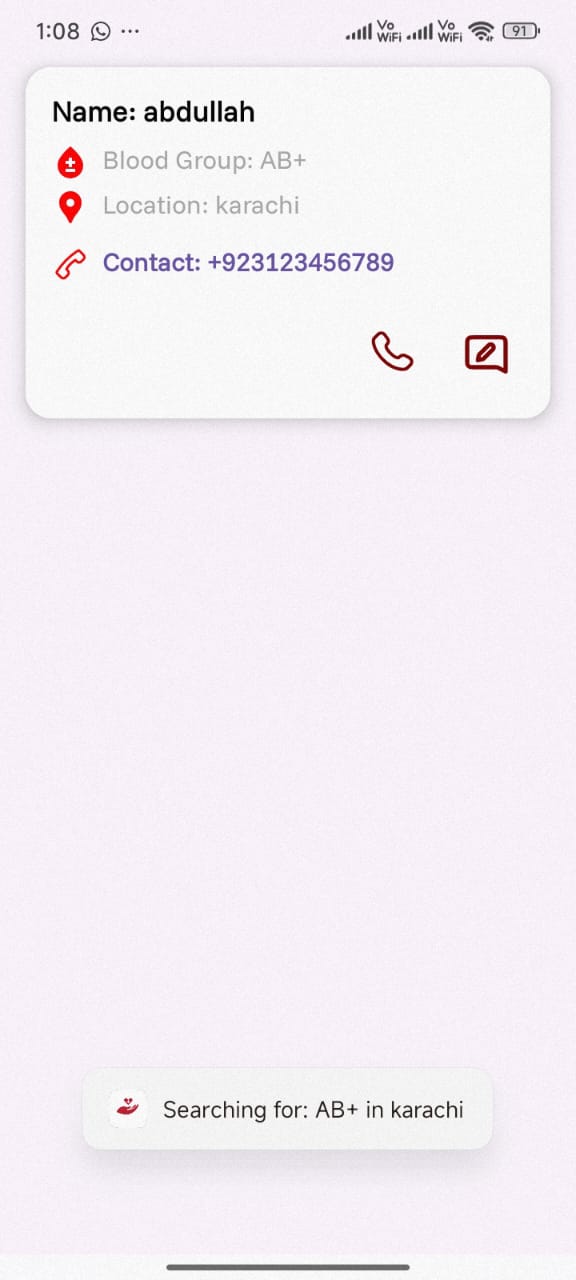 1:08 ... Vo WiFi Vo WiFi 91
Name: abdullah
Blood Group: AB+
Location: karachi
Contact: +923123456789
Searching for: AB+ in karachi